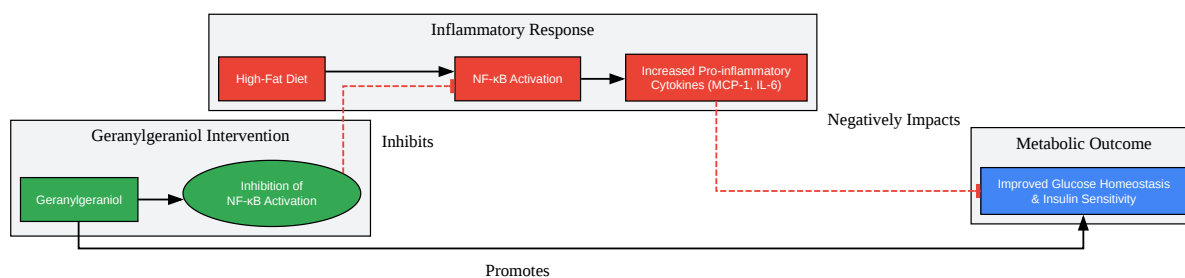 Inflammatory Response
High-Fat Diet
NF-κB Activation
Increased Pro-inflammatory
Cytokines (MCP-1, IL-6)
Geranylgeraniol Intervention
Inhibits
Negatively Impacts
Metabolic Outcome
Geranylgeraniol
Inhibition of
NF-κB Activation
Improved Glucose Homeostasis
& Insulin Sensitivity
Promotes